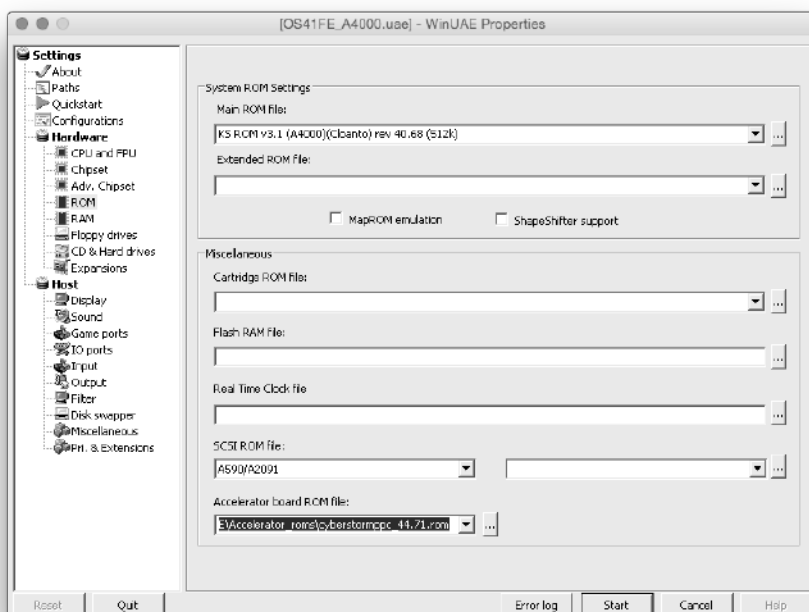 [OS41FE_A4000.uae] - WinUAE Properties
Settings
About
Paths
Quickstart
Configurations
Hardware
CPU and FPU
Chipset
Adv. Chipset
ROM
RAM
Floppy drives
CD & Hard drives
Expansions
Host
Display
Sound
Game ports
IO ports
Input
Output
Filter
Disk swapper
Miscellaneous
Pri. & Extensions
System ROM Settings
Main ROM file:
KS ROM v3.1 (A4000)(Cloanto) rev 40.68 (512k)
...
Extended ROM file:
...
MapROM emulation
ShapeShifter support
Miscellaneous
Cartridge ROM file:
...
Flash RAM file:
...
Real Time Clock file
...
SCSI ROM file:
A590/A2091
...
Accelerator board ROM file:
E\Accelerator_roms\cyberstormppc_44.71.rom
...
Reset
Quit
Error log
Start
Cancel
Help